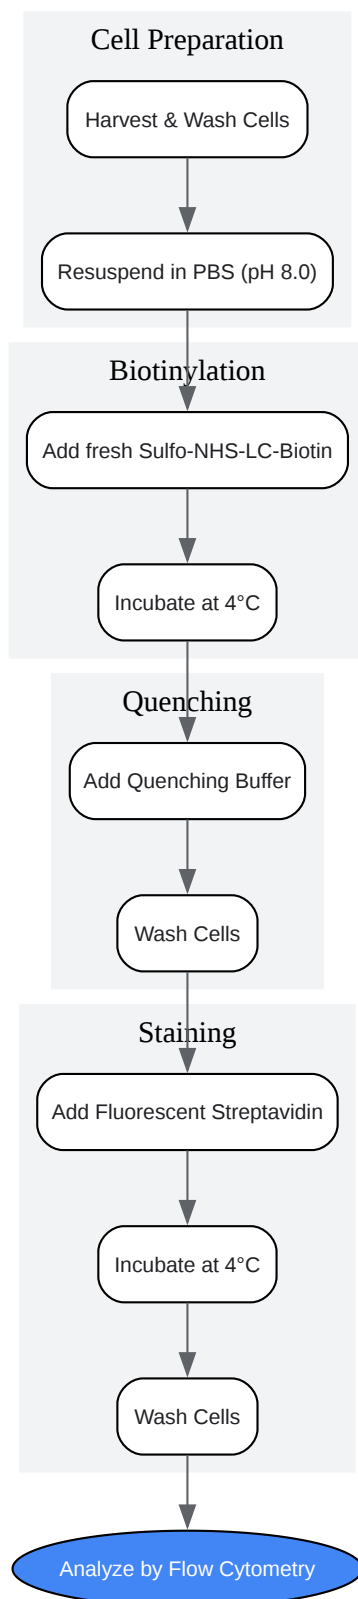 Cell Preparation
Harvest & Wash Cells
Resuspend in PBS (pH 8.0)
Biotinylation
Add fresh Sulfo-NHS-LC-Biotin
Incubate at 4°C
Quenching
Add Quenching Buffer
Wash Cells
Staining
Add Fluorescent Streptavidin
Incubate at 4°C
Wash Cells
Analyze by Flow Cytometry